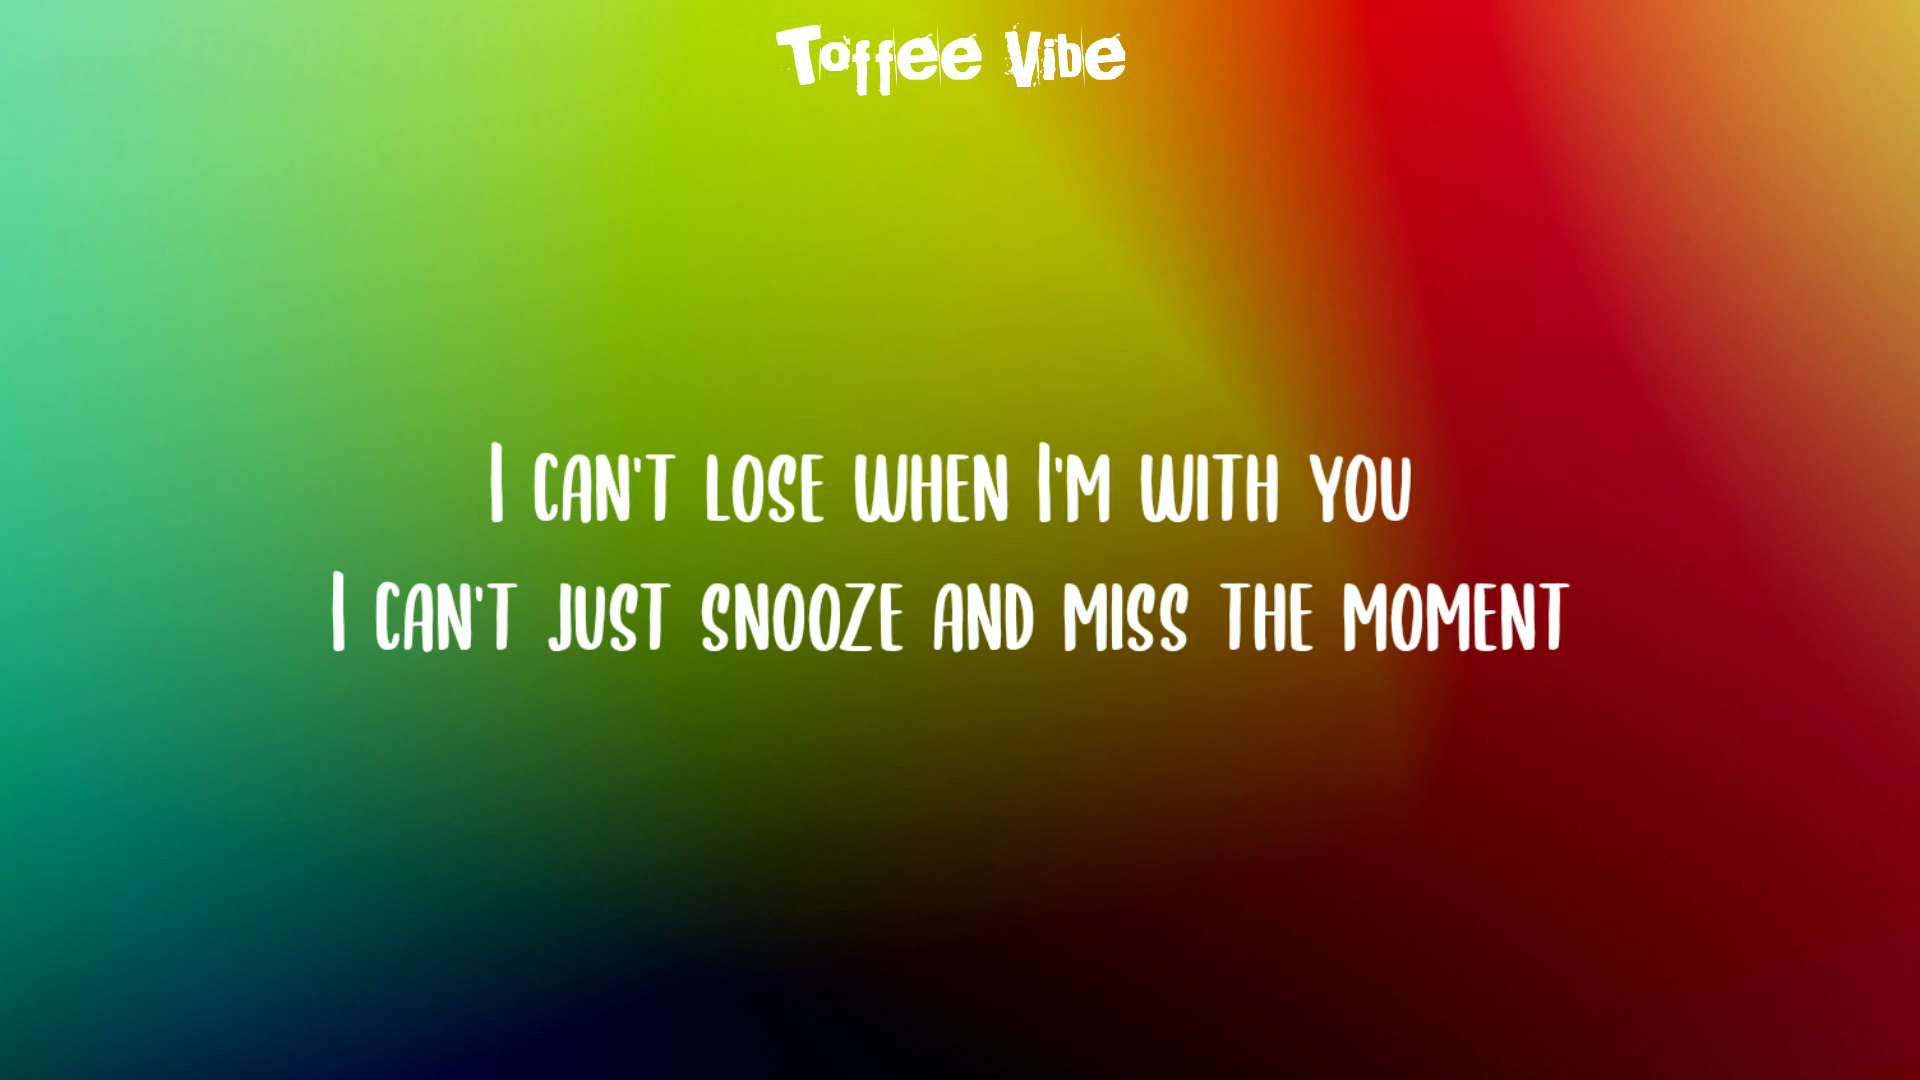 Toffee Vibe
I CAN'T LOSE WHEN I'M WITH YOU
I CAN'T JUST SNOOZE AND MISS THE MOMENT